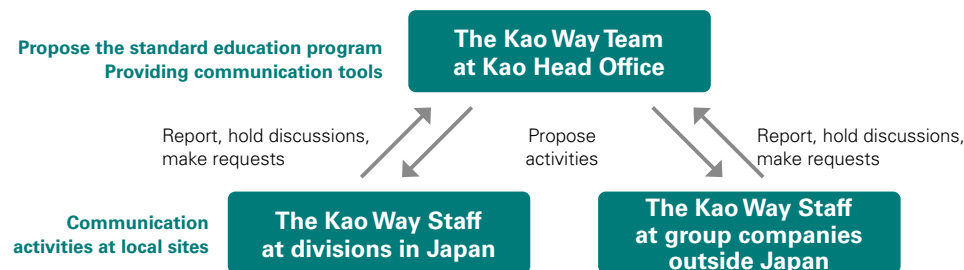 Propose the standard education program
Providing communication tools
The Kao Way Team
at Kao Head Office
Report, hold discussions,
make requests
Propose
activities
Report, hold discussions,
make requests
Communication
activities at local sites
The Kao Way Staff
at divisions in Japan
The Kao Way Staff
at group companies
outside Japan